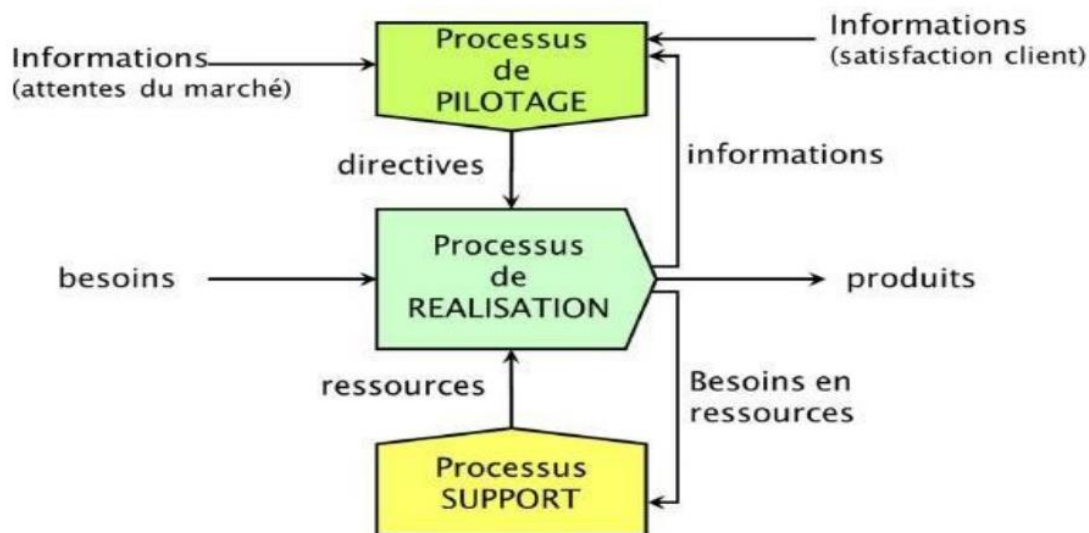 Processus
de
PILOTAGE
Informations
(attentes du marché)
Informations
(satisfaction client)
directives
informations
besoins
Processus
de
REALISATION
produits
ressources
Besoins en
ressources
Processus
SUPPORT